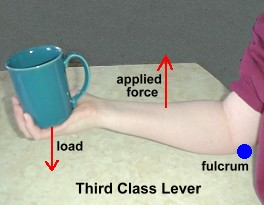 applied
force
load
fulcrum
Third Class Lever